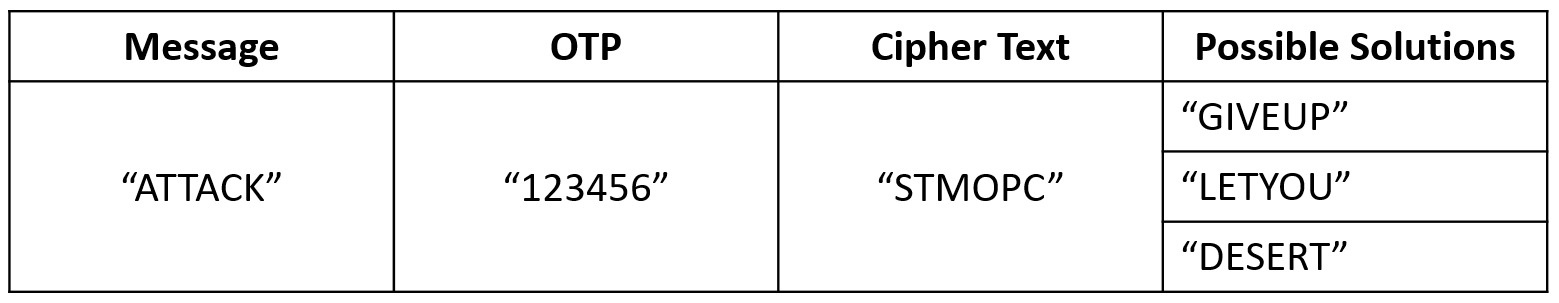 Message OTP Cipher Text Possible Solutions
“GIVEUP”
“ATTACK” “123456” “STMOPC” “LETYOU”
“DESERT”